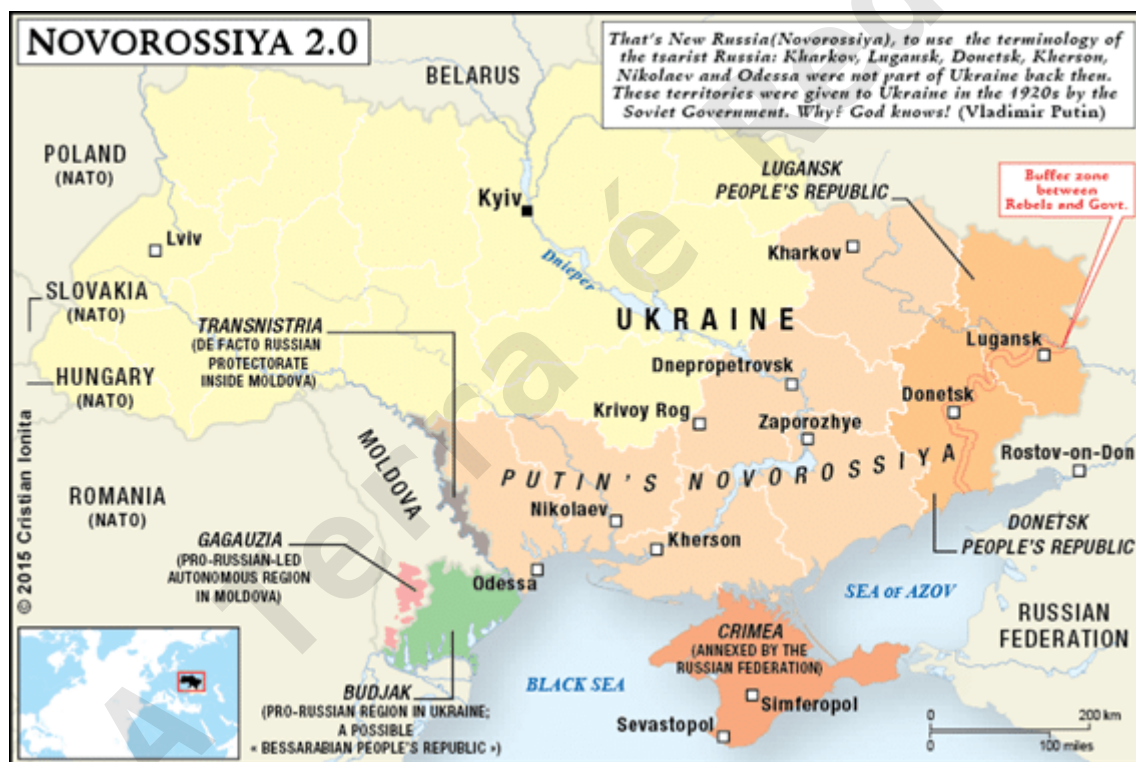 NOVOROSSIYA 2.0
That's New Russia(Novorossiya), to use the terminology of
the tsarist Russia: Kharkov, Lugansk, Donetsk, Kherson,
Nikolaev and Odessa were not part of Ukraine back then.
These territories were given to Ukraine in the 1920s by the
Soviet Government. Why? God knows! (Vladimir Putin)
BELARUS
POLAND
(NATO)
LUGANSK
PEOPLE'S REPUBLIC
Buffer zone
between
Rebels and Govt.
Kyiv
Lviv
Kharkov
Dnieper
SLOVAKIA
(NATO)
TRANSNISTRIA
(DE FACTO RUSSIAN
PROTECTORATE
INSIDE MOLDOVA)
UKRAINE
Lugansk
HUNGARY
(NATO)
Dnepropetrovsk
Donetsk
Krivoy Rog
Zaporozhye
MOLDOVA
PUTIN'S NOVOROSSIYA
Rostov-on-Don
ROMANIA
(NATO)
Nikolaev
Kherson
DONETSK
PEOPLE'S REPUBLIC
GAGAUZIA
(PRO-RUSSIAN-LED
AUTONOMOUS REGION
IN MOLDOVA)
Odessa
SEA OF AZOV
RUSSIAN
FEDERATION
CRIMEA
(ANNEXED BY THE
RUSSIAN FEDERATION)
BLACK SEA
Simferopol
Sevastopol
BUDJAK
(PRO-RUSSIAN REGION IN UKRAINE;
A POSSIBLE
« BESSARABIAN PEOPLE'S REPUBLIC »)
0 200 km
0 100 miles
© 2015 Cristian Ionita